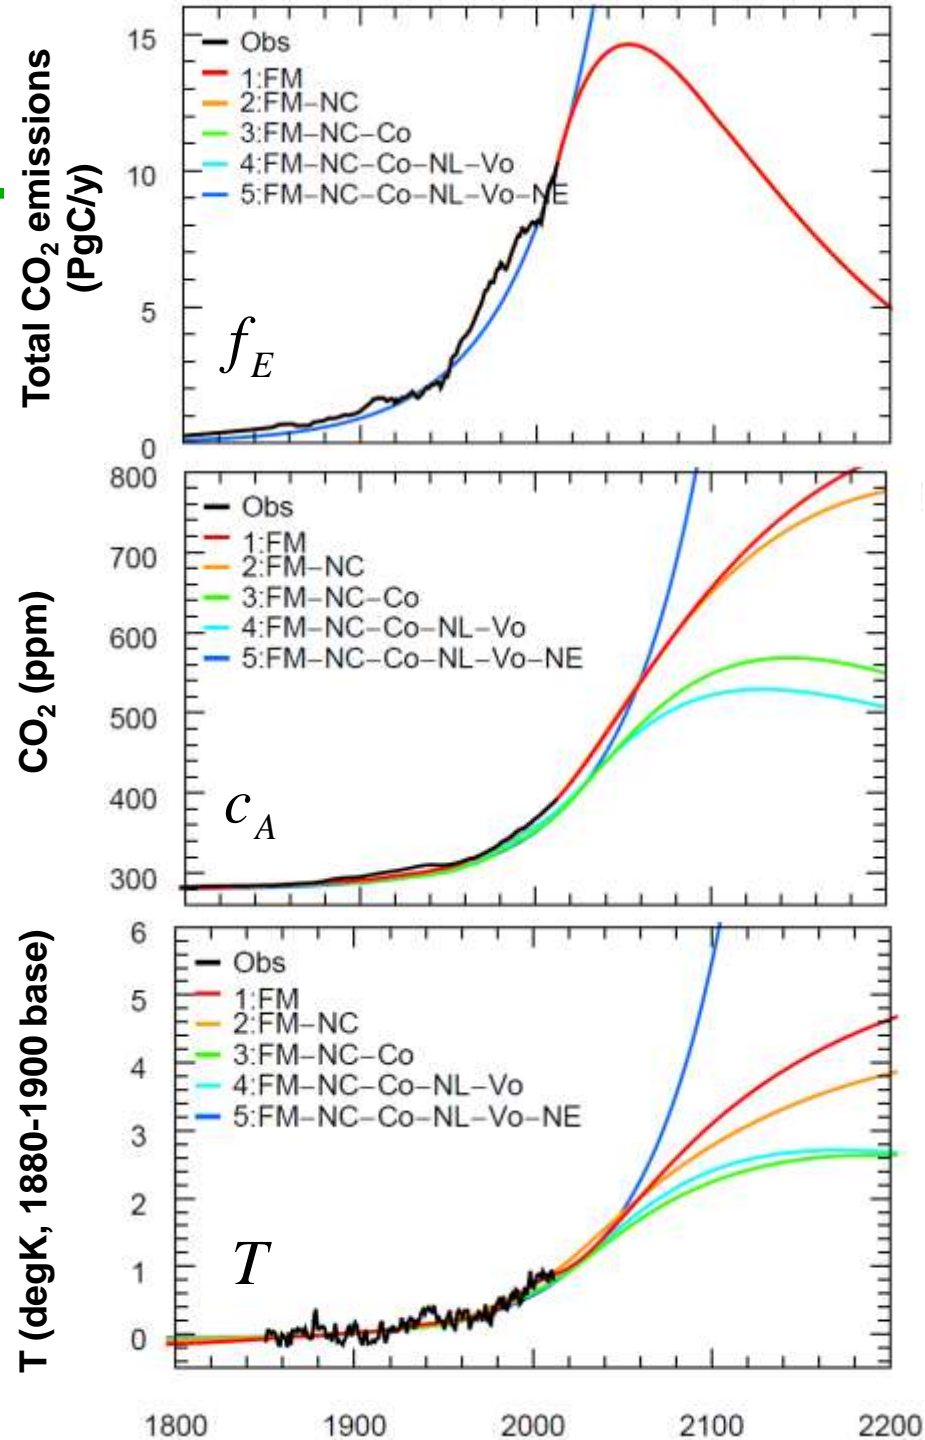 Total CO₂ emissions
(PgC/y)
15
10
5
0
Obs
1:FM
2:FM−NC
3:FM−NC−Co
4:FM−NC−Co−NL−Vo
5:FM−NC−Co−NL−Vo−NE
f_E
CO₂ (ppm)
800
700
600
500
400
300
Obs
1:FM
2:FM−NC
3:FM−NC−Co
4:FM−NC−Co−NL−Vo
5:FM−NC−Co−NL−Vo−NE
c_A
T (degK, 1880-1900 base)
6
5
4
3
2
1
0
Obs
1:FM
2:FM−NC
3:FM−NC−Co
4:FM−NC−Co−NL−Vo
5:FM−NC−Co−NL−Vo−NE
T
1800 1900 2000 2100 2200